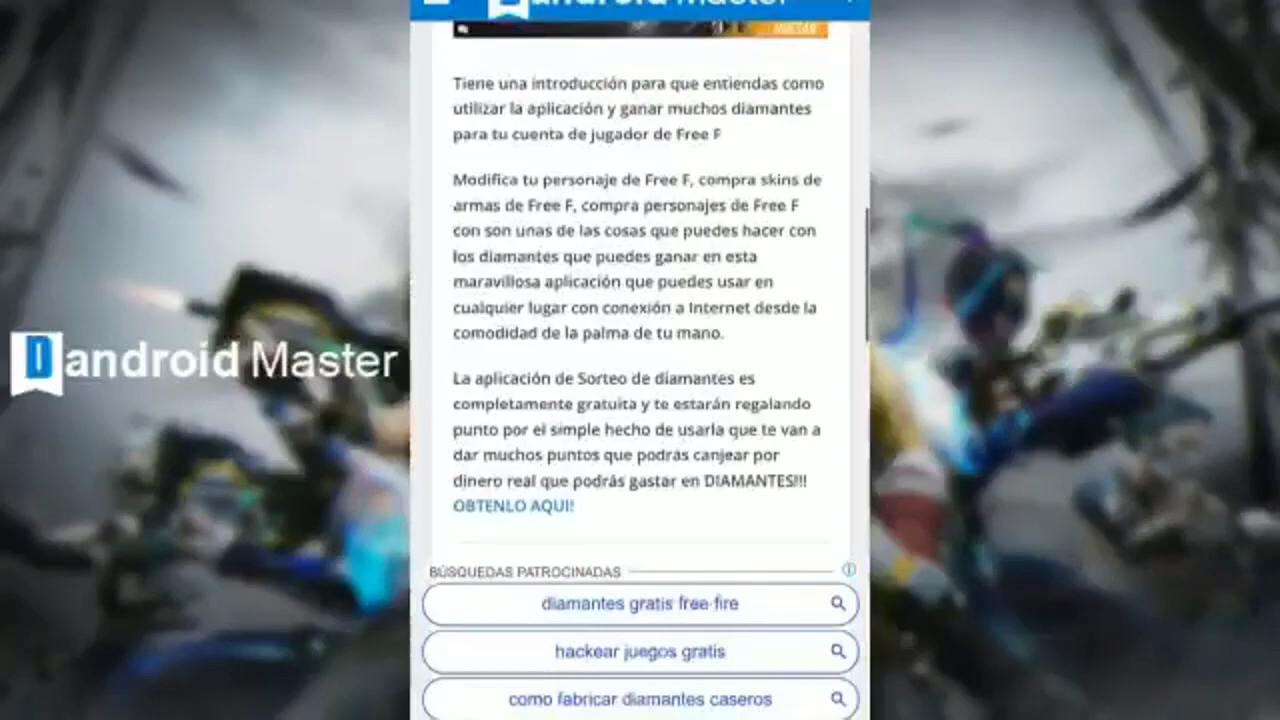 Dandroid Master
Tiene una introducción para que entiendas como
utilizar la aplicación y ganar muchos diamantes
para tu cuenta de jugador de Free F
Modifica tu personaje de Free F, compra skins de
armas de Free F, compra personajes de Free F
con son unas de las cosas que puedes hacer con
los diamantes que puedes ganar en esta
maravillosa aplicación que puedes usar en
cualquier lugar con conexión a Internet desde la
comodidad de la palma de tu mano.
La aplicación de Sorteo de diamantes es
completamente gratuita y te estarán regalando
punto por el simple hecho de usarla que te van a
dar muchos puntos que podrás canjear por
dinero real que podrás gastar en DIAMANTES!!!
OBTENLO AQUI!
BÚSQUEDAS PATROCINADAS
diamantes gratis free-fire
hackear juegos gratis
como fabricar diamantes caseros
Dandroid Master